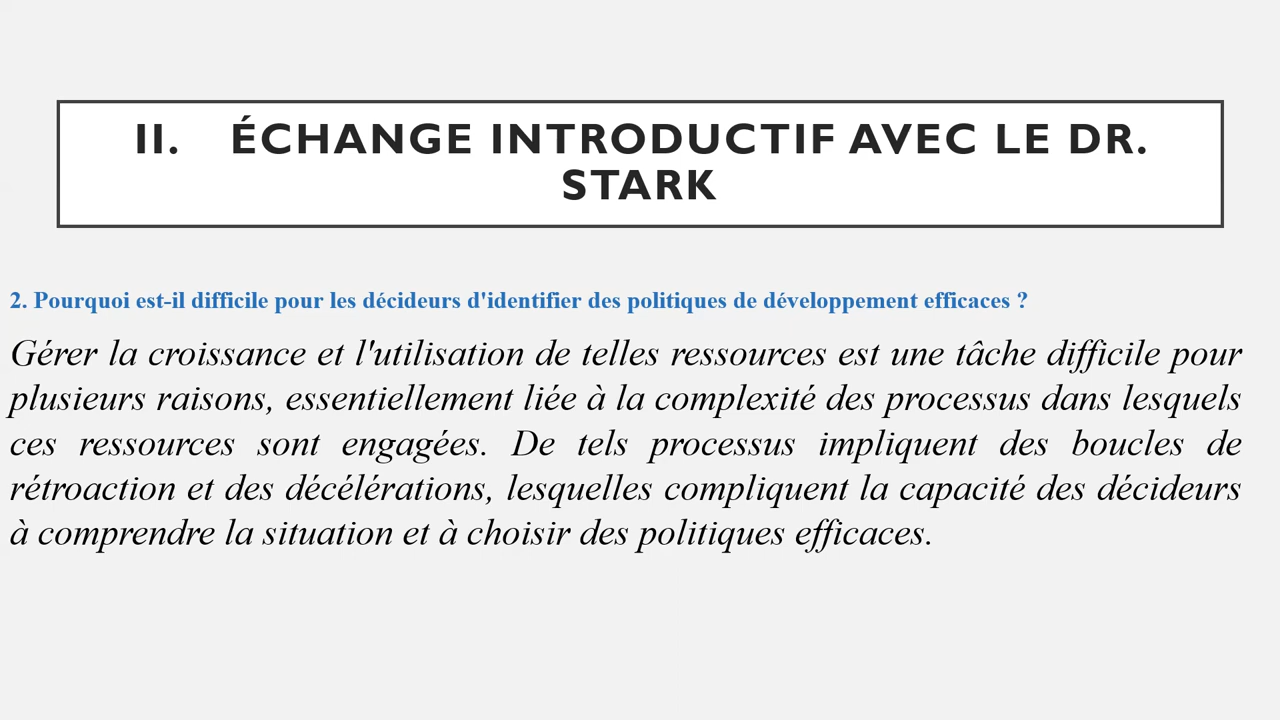 II. ÉCHANGE INTRODUCTIF AVEC LE DR.
STARK
2. Pourquoi est-il difficile pour les décideurs d'identifier des politiques de développement efficaces ?
Gérer la croissance et l'utilisation de telles ressources est une tâche difficile pour
plusieurs raisons, essentiellement liée à la complexité des processus dans lesquels
ces ressources sont engagées. De tels processus impliquent des boucles de
rétroaction et des décélérations, lesquelles compliquent la capacité des décideurs
à comprendre la situation et à choisir des politiques efficaces.